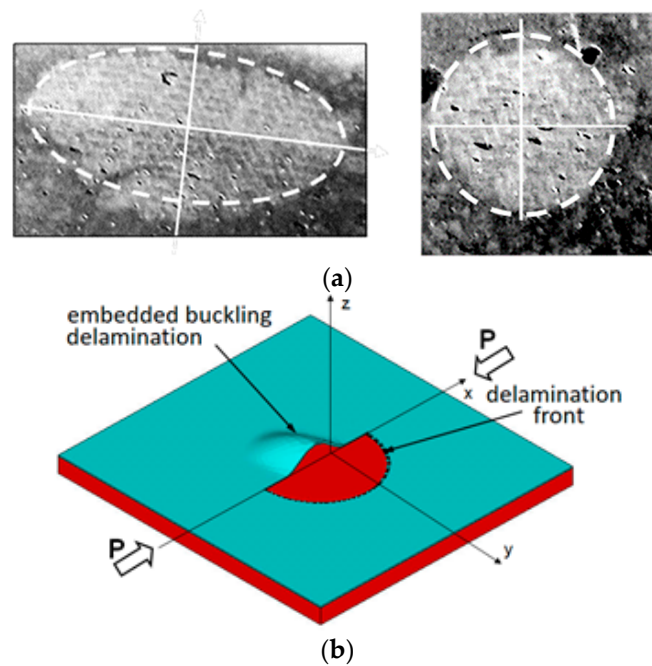 (a)
embedded buckling
delamination
z
P
x
delamination
front
P
y
(b)